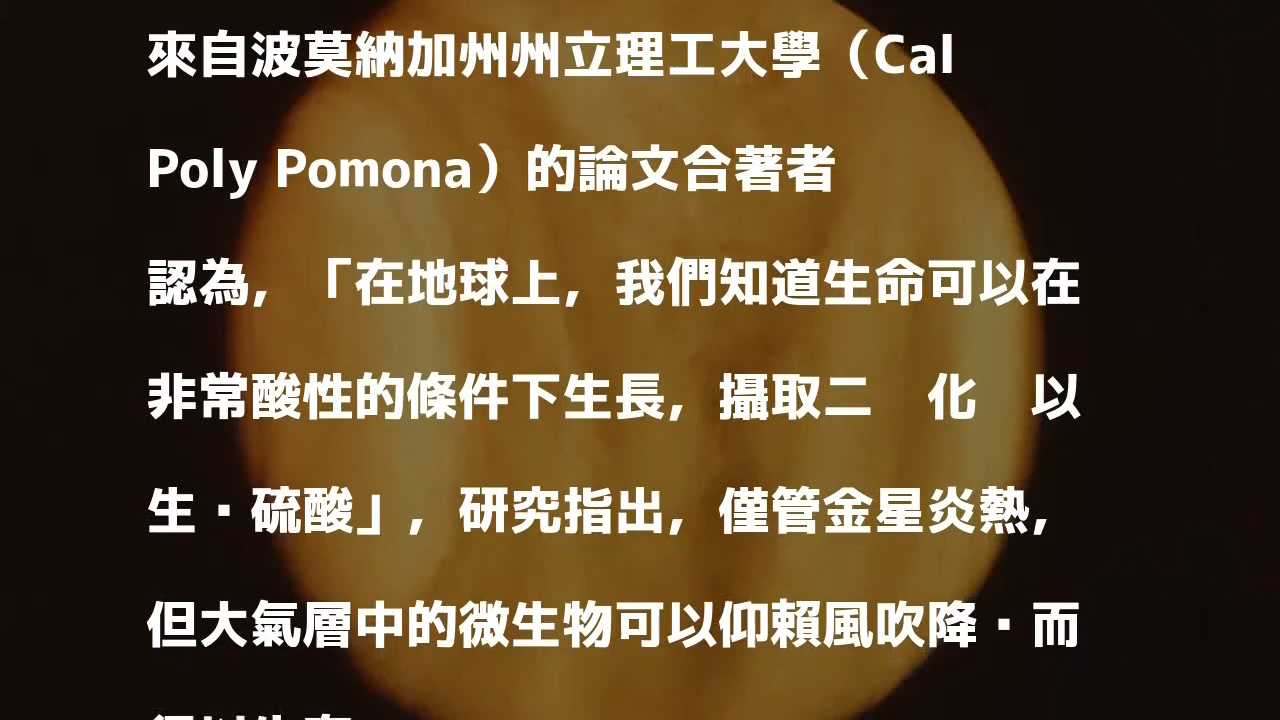 來自波莫納加州州立理工大學（Cal
Poly Pomona）的論文合著者
認為，「在地球上，我們知道生命可以在
非常酸性的條件下生長，攝取二　化　以
生·硫酸」，研究指出，僅管金星炎熱，
但大氣層中的微生物可以仰賴風吹降·而